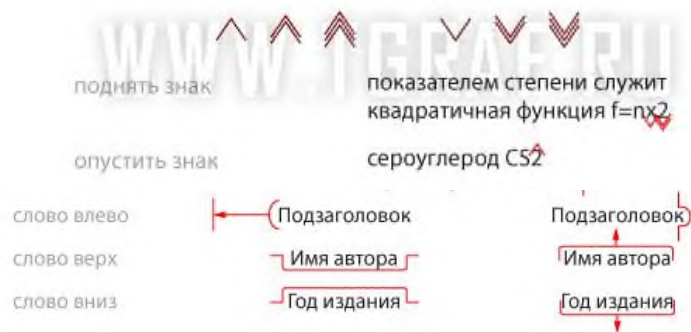 WWW.IGRAF.RU
поднять знак
показателем степени служит
квадратичная функция f=nx2
опустить знак
сероуглерод CS2
слово влево
Подзаголовок
Подзаголовок
слово верх
Имя автора
Имя автора
слово вниз
Год издания
Год издания